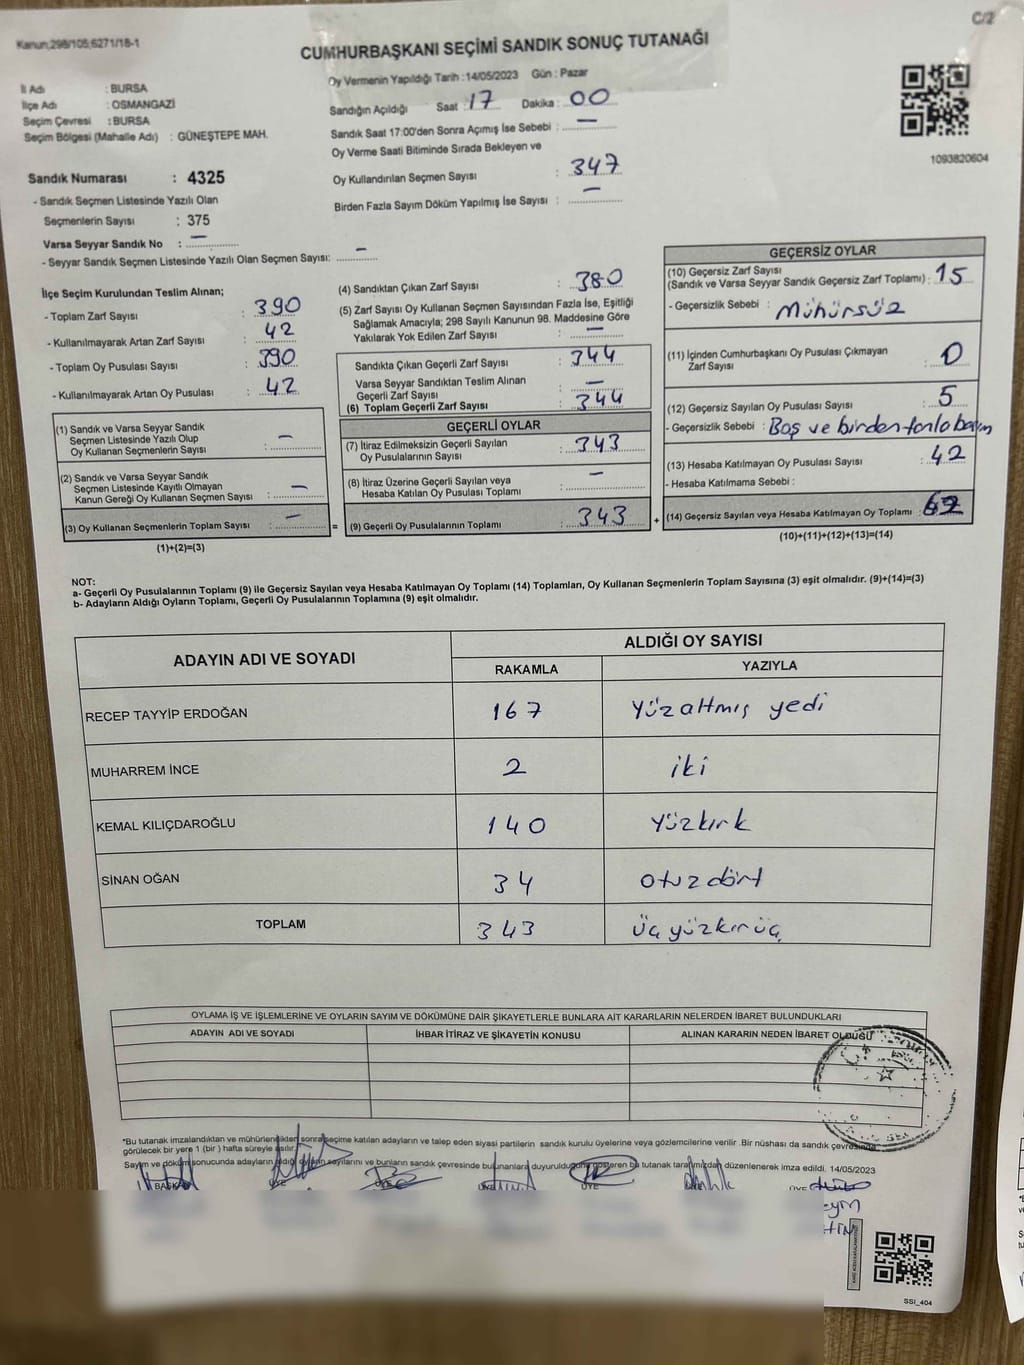 C/2
Kanun;298/105;6271/18-1
CUMHURBAŞKANI SEÇİMİ SANDIK SONUÇ TUTANAĞI
İl Adı : BURSA
İlçe Adı : OSMANGAZİ
Seçim Çevresi : BURSA
Seçim Bölgesi (Mahalle Adı) : GÜNEŞTEPE MAH.
Oy Vermenin Yapıldığı Tarih :14/05/2023 Gün : Pazar
Sandığın Açıldığı Saat : 17 Dakika : 00
Sandık Saat 17:00'den Sonra Açımış İse Sebebi : —
Oy Verme Saati Bitiminde Sırada Bekleyen ve
Oy Kullandırılan Seçmen Sayısı : 347
Birden Fazla Sayım Döküm Yapılmış İse Sayısı : —
1093820604
Sandık Numarası : 4325
- Sandık Seçmen Listesinde Yazılı Olan
Seçmenlerin Sayısı : 375
Varsa Seyyar Sandık No : —
- Seyyar Sandık Seçmen Listesinde Yazılı Olan Seçmen Sayısı: —
İlçe Seçim Kurulundan Teslim Alınan;
- Toplam Zarf Sayısı : 390
- Kullanılmayarak Artan Zarf Sayısı : 42
- Toplam Oy Pusulası Sayısı : 390
- Kullanılmayarak Artan Oy Pusulası : 42
(1) Sandık ve Varsa Seyyar Sandık
Seçmen Listesinde Yazılı Olup
Oy Kullanan Seçmenlerin Sayısı : —
(2) Sandık ve Varsa Seyyar Sandık
Seçmen Listesinde Kayıtlı Olmayan
Kanun Gereği Oy Kullanan Seçmen Sayısı : —
(3) Oy Kullanan Seçmenlerin Toplam Sayısı : —
(1)+(2)=(3)
(4) Sandıktan Çıkan Zarf Sayısı : 380
(5) Zarf Sayısı Oy Kullanan Seçmen Sayısından Fazla İse, Eşitliği
Sağlamak Amacıyla; 298 Sayılı Kanunun 98. Maddesine Göre
Yakılarak Yok Edilen Zarf Sayısı : —
Sandıkta Çıkan Geçerli Zarf Sayısı : 344
Varsa Seyyar Sandıktan Teslim Alınan
Geçerli Zarf Sayısı : —
(6) Toplam Geçerli Zarf Sayısı : 344
GEÇERLİ OYLAR
(7) İtiraz Edilmeksizin Geçerli Sayılan
Oy Pusulalarının Sayısı : 343
(8) İtiraz Üzerine Geçerli Sayılan veya
Hesaba Katılan Oy Pusulası Toplamı : —
= (9) Geçerli Oy Pusulalarının Toplamı : 343 +
GEÇERSİZ OYLAR
(10) Geçersiz Zarf Sayısı
(Sandık ve Varsa Seyyar Sandık Geçersiz Zarf Toplamı) : 15
- Geçersizlik Sebebi : Mühürsüz
(11) İçinden Cumhurbaşkanı Oy Pusulası Çıkmayan
Zarf Sayısı : 0
(12) Geçersiz Sayılan Oy Pusulası Sayısı : 5
- Geçersizlik Sebebi : Boş ve birden fazla basım
(13) Hesaba Katılmayan Oy Pusulası Sayısı : 42
- Hesaba Katılmama Sebebi :
(14) Geçersiz Sayılan veya Hesaba Katılmayan Oy Toplamı :
(10)+(11)+(12)+(13)=(14)
NOT:
a- Geçerli Oy Pusulalarının Toplamı (9) ile Geçersiz Sayılan veya Hesaba Katılmayan Oy Toplamı (14) Toplamları, Oy Kullanan Seçmenlerin Toplam Sayısına (3) eşit olmalıdır. (9)+(14)=(3)
b- Adayların Aldığı Oyların Toplamı, Geçerli Oy Pusulalarının Toplamına (9) eşit olmalıdır.
ADAYIN ADI VE SOYADI ALDIĞI OY SAYISI
RAKAMLA YAZIYLA
RECEP TAYYİP ERDOĞAN 167 Yüzaltmış yedi
MUHARREM İNCE 2 iki
KEMAL KILIÇDAROĞLU 140 Yüzkırk
SİNAN OĞAN 34 otuzdört
TOPLAM 343 Üçyüzkırküç
OYLAMA İŞ VE İŞLEMLERİNE VE OYLARIN SAYIM VE DÖKÜMÜNE DAİR ŞİKAYETLERLE BUNLARA AİT KARARLARIN NELERDEN İBARET BULUNDUKLARI
ADAYIN ADI VE SOYADI İHBAR İTİRAZ VE ŞİKAYETİN KONUSU ALINAN KARARIN NEDEN İBARET OLDUĞU
*Bu tutanak imzalandıktan ve mühürlendikten sonra seçime katılan adayların ve talep eden siyasi partilerin sandık kurulu üyelerine veya gözlemcilerine verilir .Bir nüshası da sandık çevresinde
görülecek bir yere 1 (bir ) hafta süreyle asılır.
Sayım ve döküm sonucunda adayların aldığı oyların sayılarını ve bunların sandık çevresinde bulunanlara duyurulduğunu gösteren bu tutanak tarafımızdan düzenlenerek imza edildi. 14/05/2023
BAŞKAN ÜYE ÜYE ÜYE ÜYE ÜYE ÜYE
SSI_404